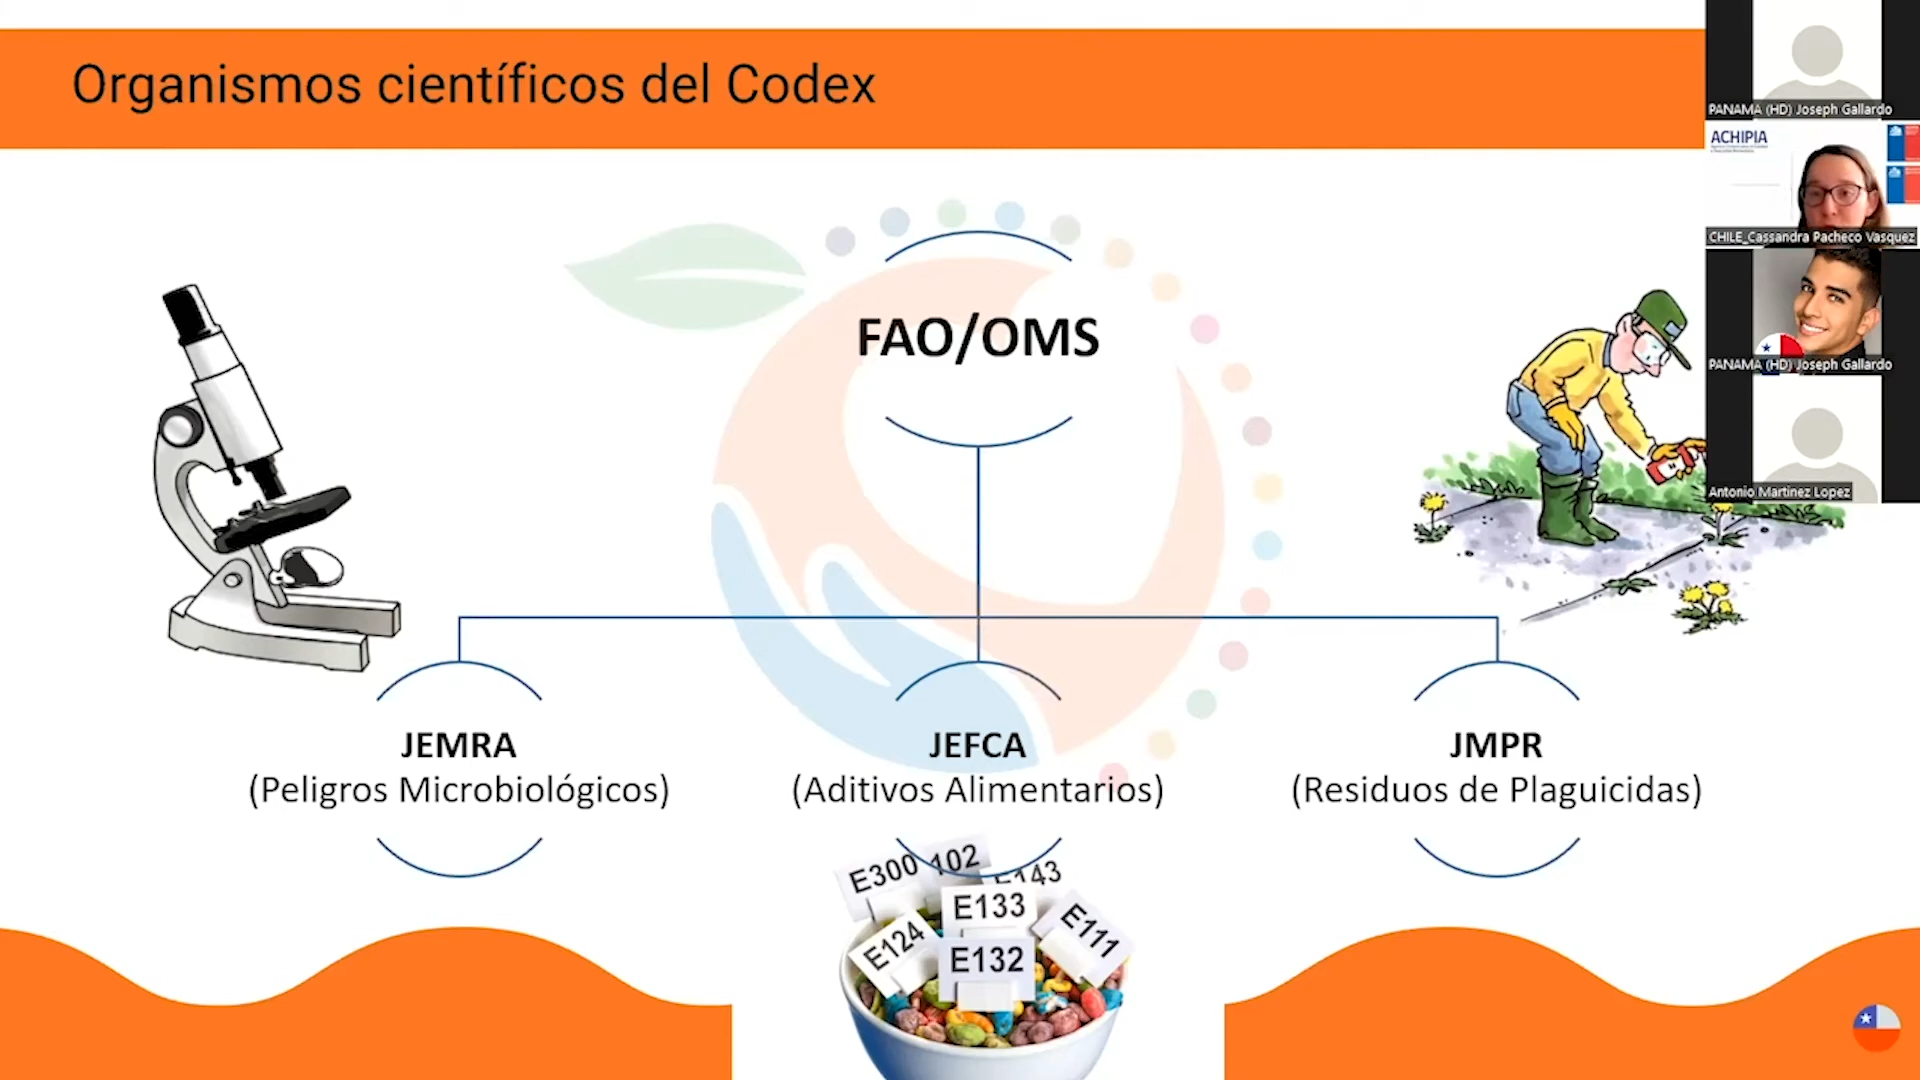 Organismos científicos del Codex
FAO/OMS
JEMRA
(Peligros Microbiológicos)
JEFCA
(Aditivos Alimentarios)
JMPR
(Residuos de Plaguicidas)
E300
102
E143
E133
E124
E132
E111
PANAMA (HD) Joseph Gallardo
ACHIPIA
CHILE_Cassandra Pacheco Vasquez
PANAMA (HD) Joseph Gallardo
Antonio Martinez Lopez